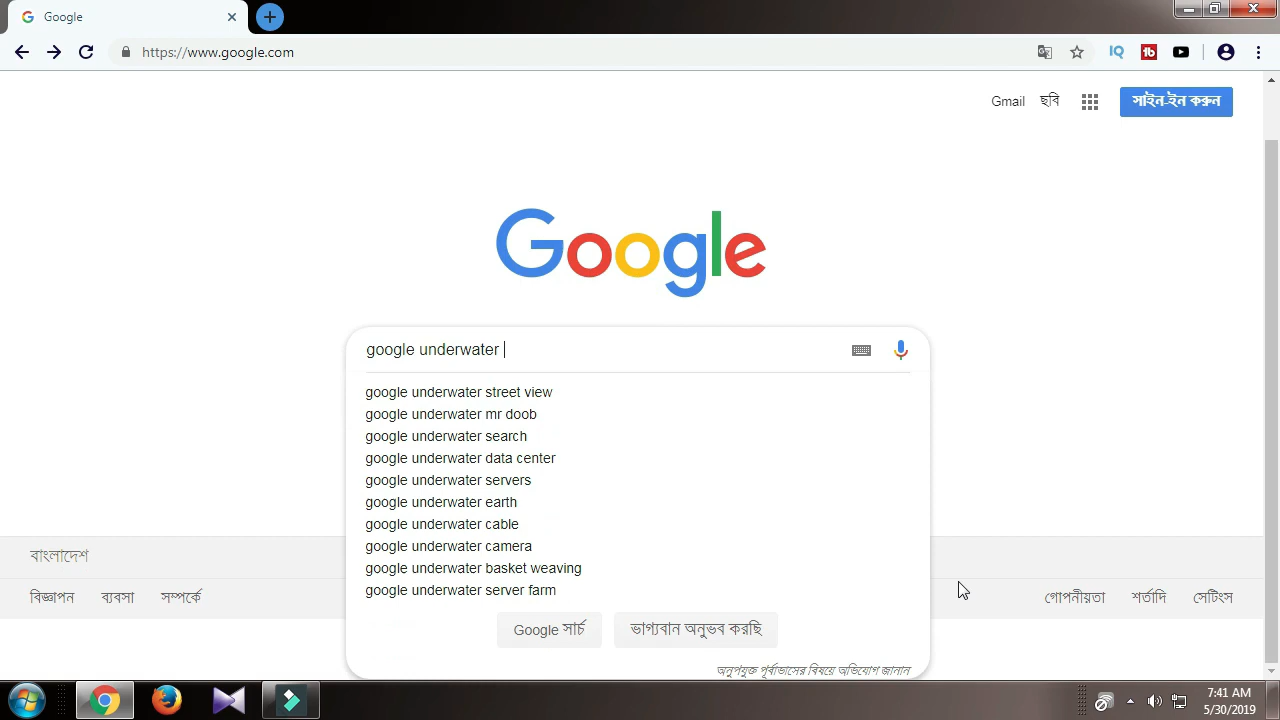 Google
https://www.google.com
Gmail ছবি সাইন-ইন করুন
Google
google underwater
google underwater street view
google underwater mr doob
google underwater search
google underwater data center
google underwater servers
google underwater earth
google underwater cable
google underwater camera
google underwater basket weaving
google underwater server farm
Google সার্চ ভাগ্যবান অনুভব করছি
অনুপযুক্ত পূর্বাভাসের বিষয়ে অভিযোগ জানান
বাংলাদেশ
বিজ্ঞাপন ব্যবসা সম্পর্কে গোপনীয়তা শর্তাদি সেটিংস
7:41 AM
5/30/2019